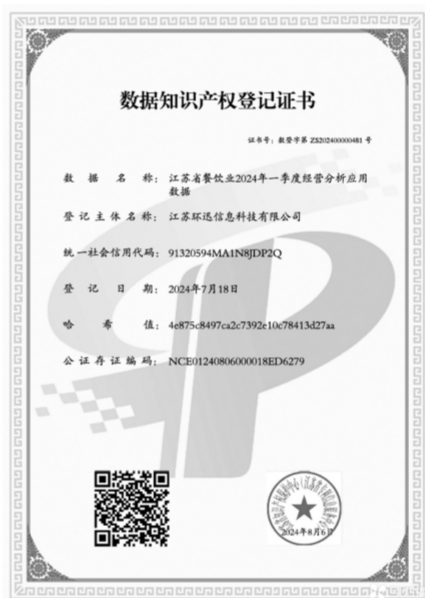 数据知识产权登记证书
证书号：数登字第 ZS202400000481 号
数据名称：江苏省餐饮业2024年一季度经营分析应用
数据
登记主体名称：江苏环迅信息科技有限公司
统一社会信用代码：91320594MA1N8JDP2Q
登记日期：2024年7月18日
哈希值：4e875c8497ca2c7392e10c78413d27aa
公证存证编码：NCE01240806000018ED6279
2024年8月6日